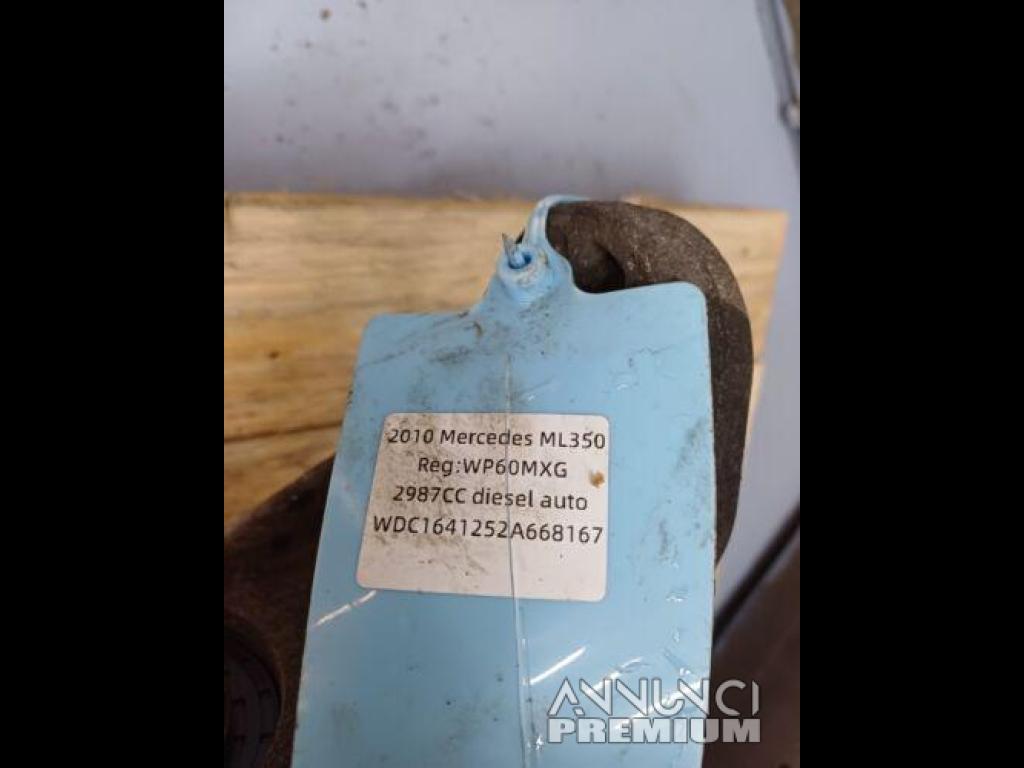 2010 Mercedes ML350
Reg:WP60MXG
2987CC diesel auto
WDC1641252A668167
ANNUNCI
PREMIUM